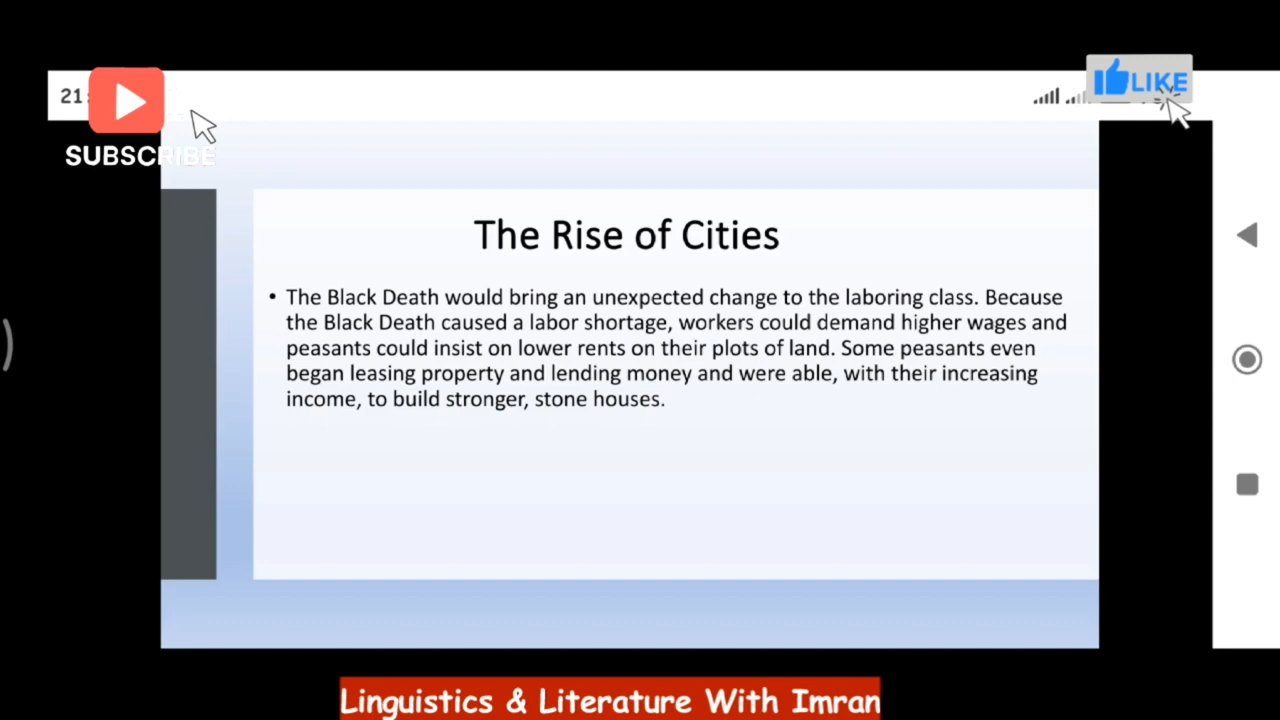 21
LIKE
SUBSCRIBE
The Rise of Cities
• The Black Death would bring an unexpected change to the laboring class. Because
the Black Death caused a labor shortage, workers could demand higher wages and
peasants could insist on lower rents on their plots of land. Some peasants even
began leasing property and lending money and were able, with their increasing
income, to build stronger, stone houses.
Linguistics & Literature With Imran